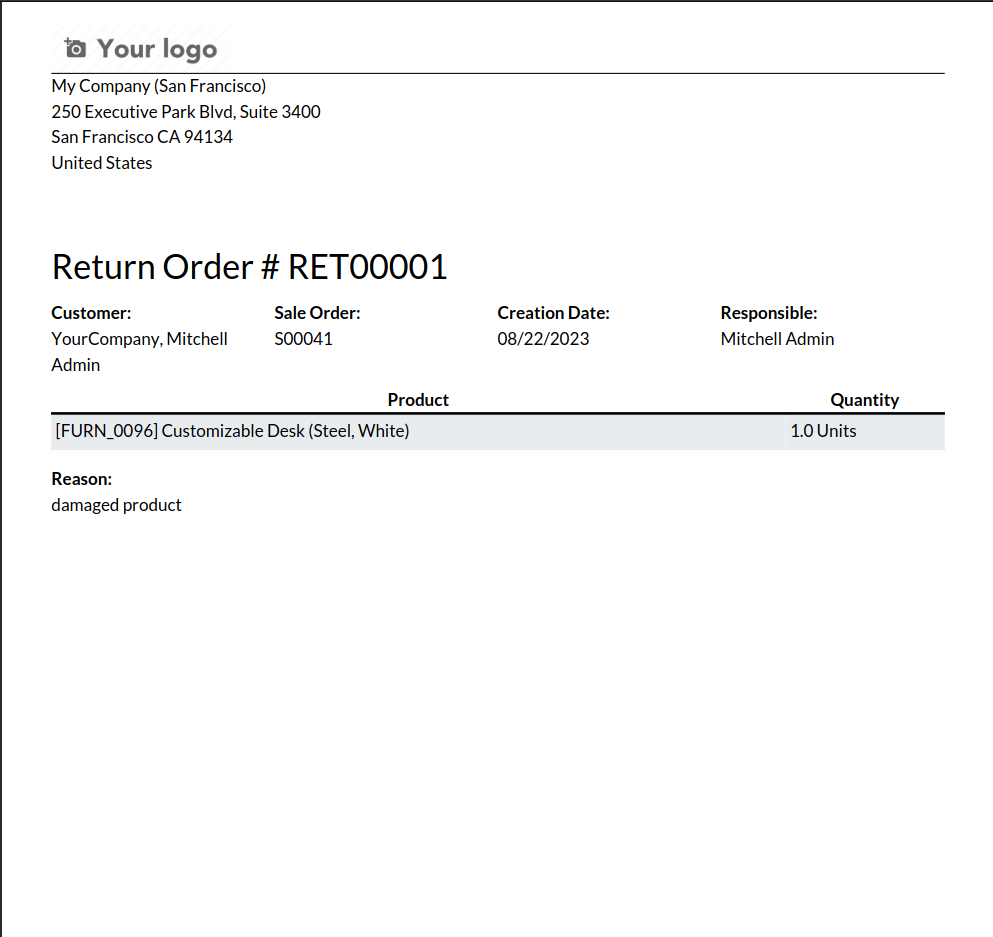 Your logo
My Company (San Francisco)
250 Executive Park Blvd, Suite 3400
San Francisco CA 94134
United States
Return Order # RET00001
Customer: Sale Order: Creation Date: Responsible:
YourCompany, Mitchell S00041 08/22/2023 Mitchell Admin
Admin
Product Quantity
[FURN_0096] Customizable Desk (Steel, White) 1.0 Units
Reason:
damaged product